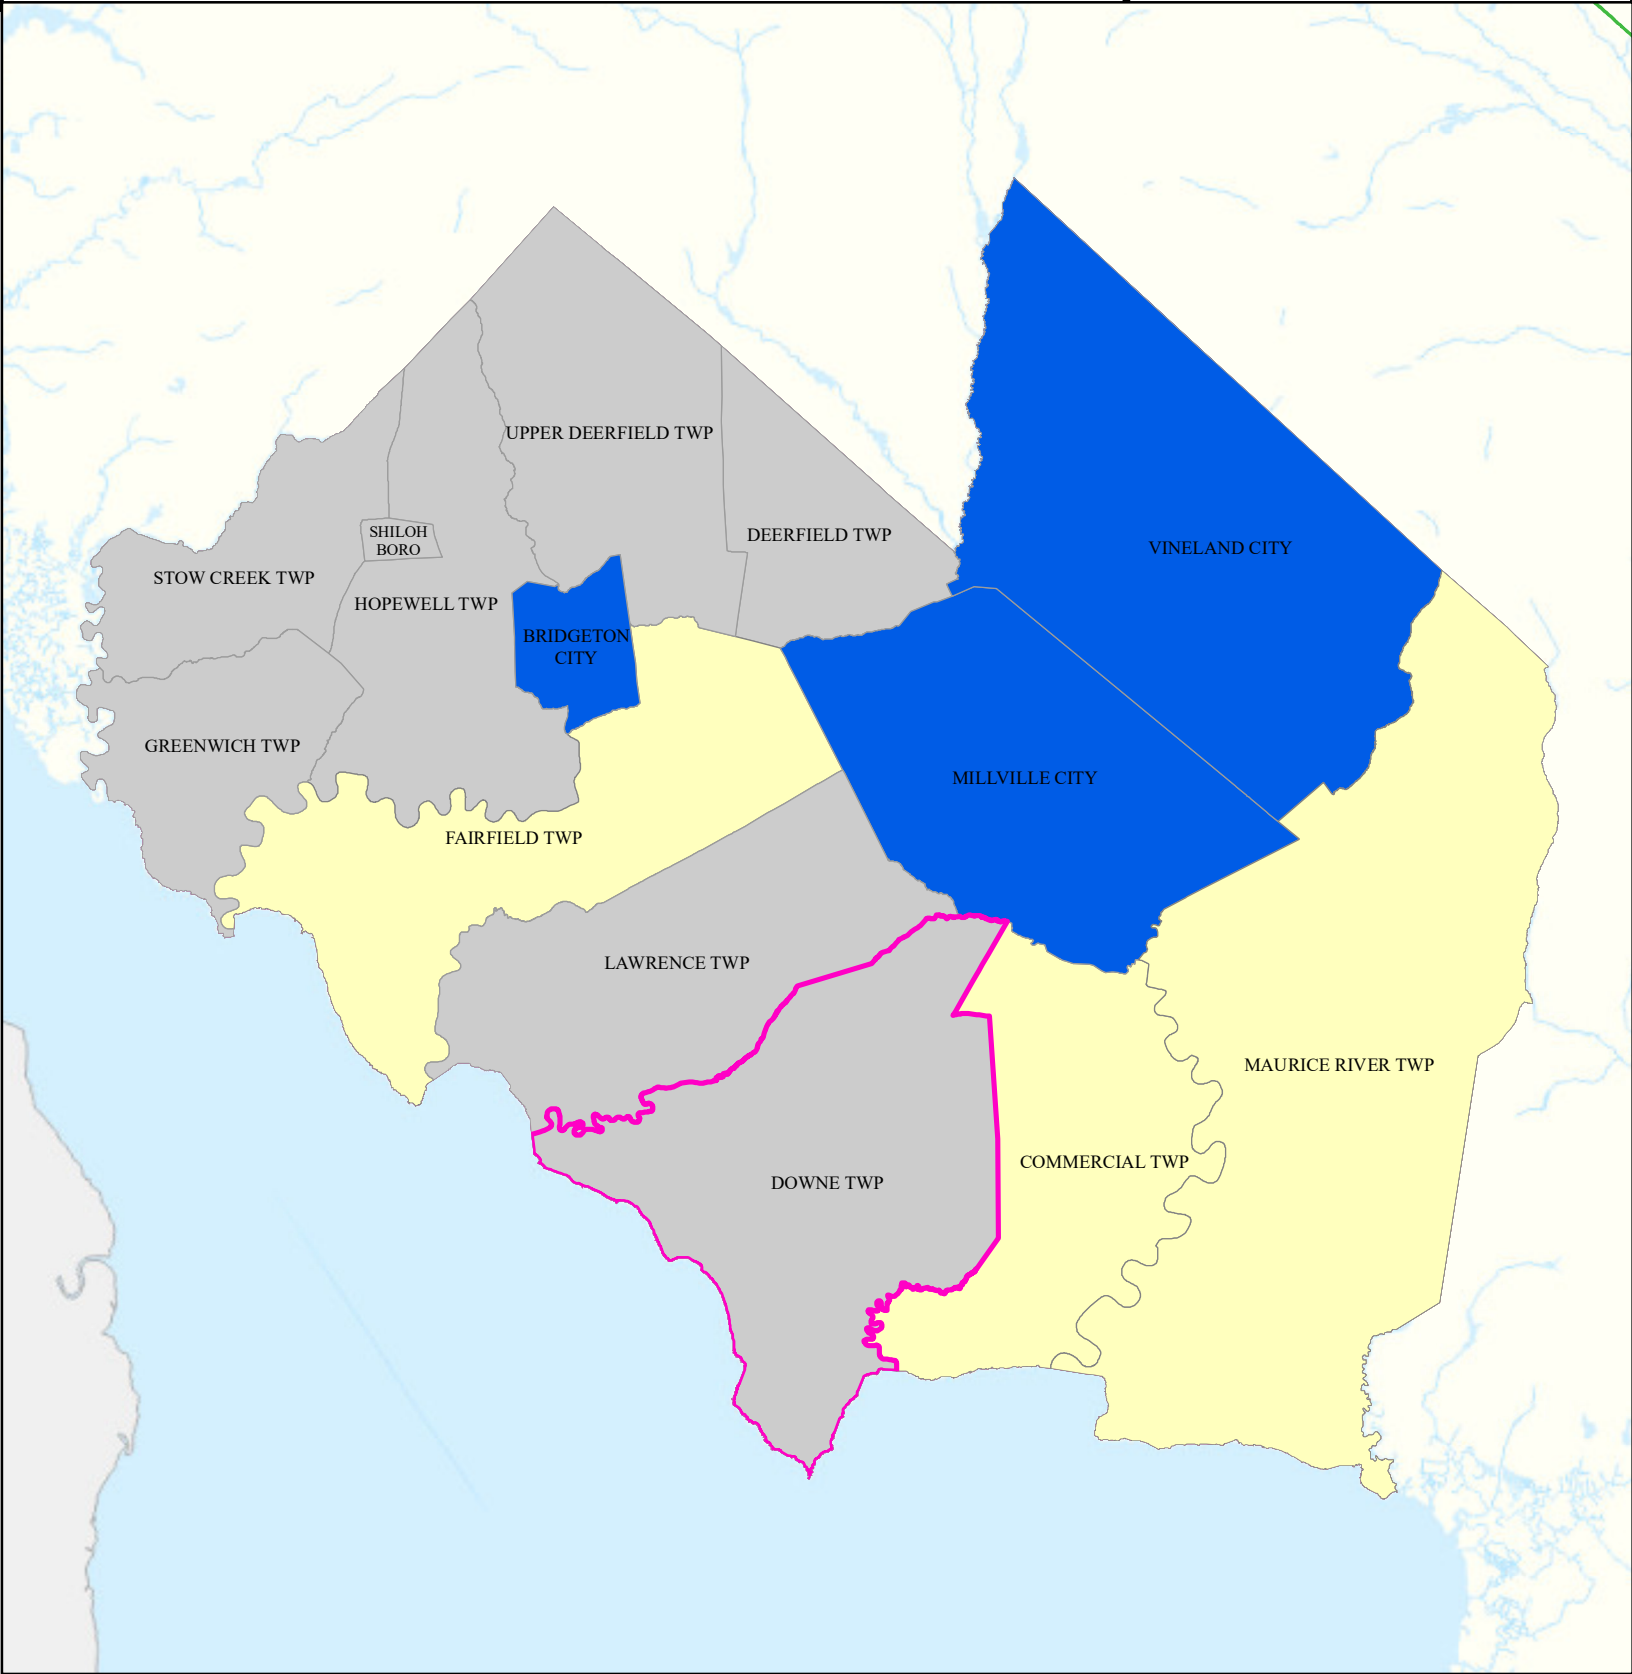 UPPER DEERFIELD TWP
SHILOH
BORO
DEERFIELD TWP
VINELAND CITY
STOW CREEK TWP
HOPEWELL TWP
BRIDGETON
CITY
GREENWICH TWP
MILLVILLE CITY
FAIRFIELD TWP
LAWRENCE TWP
MAURICE RIVER TWP
COMMERCIAL TWP
DOWNE TWP